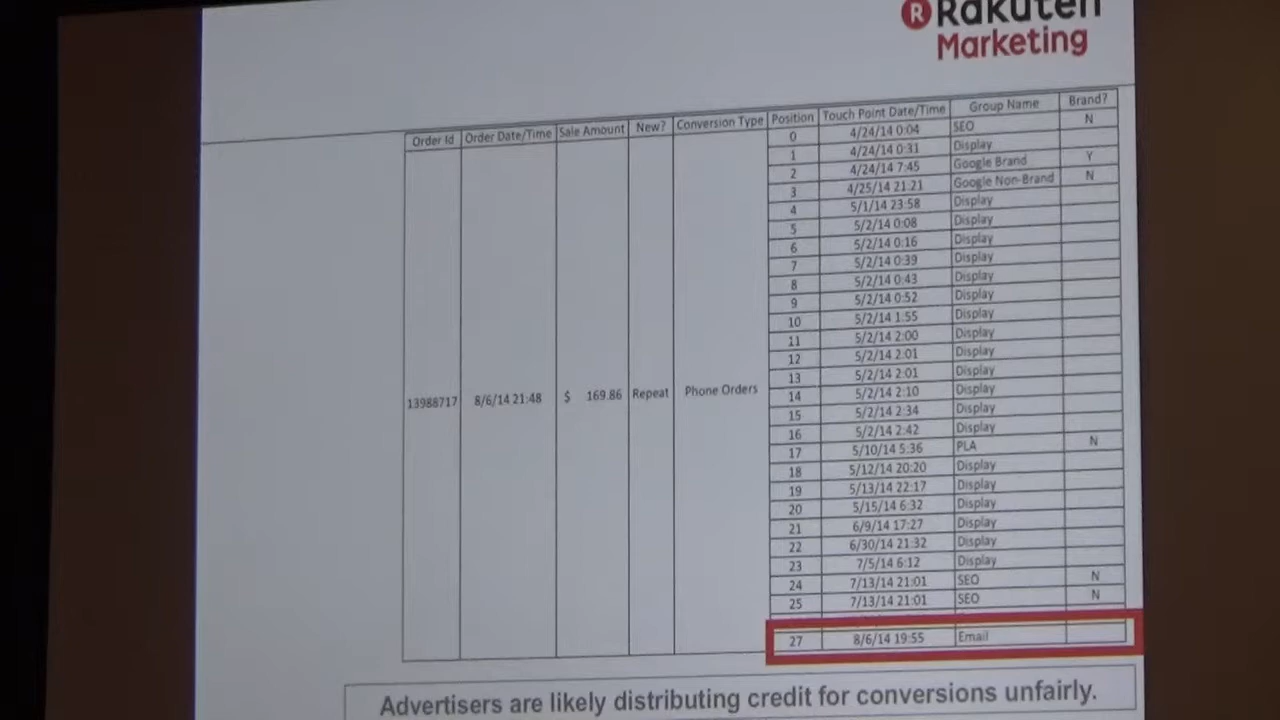 Rakuten
Marketing
Order Id Order Date/Time Sale Amount New? Conversion Type Position Touch Point Date/Time Group Name Brand?
0 4/24/14 0:04 SEO N
1 4/24/14 0:31 Display
2 4/24/14 7:45 Google Brand Y
3 4/25/14 21:21 Google Non-Brand N
4 5/1/14 23:58 Display
5 5/2/14 0:08 Display
6 5/2/14 0:16 Display
7 5/2/14 0:39 Display
8 5/2/14 0:43 Display
9 5/2/14 0:52 Display
10 5/2/14 1:55 Display
11 5/2/14 2:00 Display
12 5/2/14 2:01 Display
13 5/2/14 2:01 Display
13988717 8/6/14 21:48 $ 169.86 Repeat Phone Orders 14 5/2/14 2:10 Display
15 5/2/14 2:34 Display
16 5/2/14 2:42 Display
17 5/10/14 5:36 PLA N
18 5/12/14 20:20 Display
19 5/13/14 22:17 Display
20 5/15/14 6:32 Display
21 6/9/14 17:27 Display
22 6/30/14 21:32 Display
23 7/5/14 6:12 Display
24 7/13/14 21:01 SEO N
25 7/13/14 21:01 SEO N
27 8/6/14 19:55 Email
Advertisers are likely distributing credit for conversions unfairly.